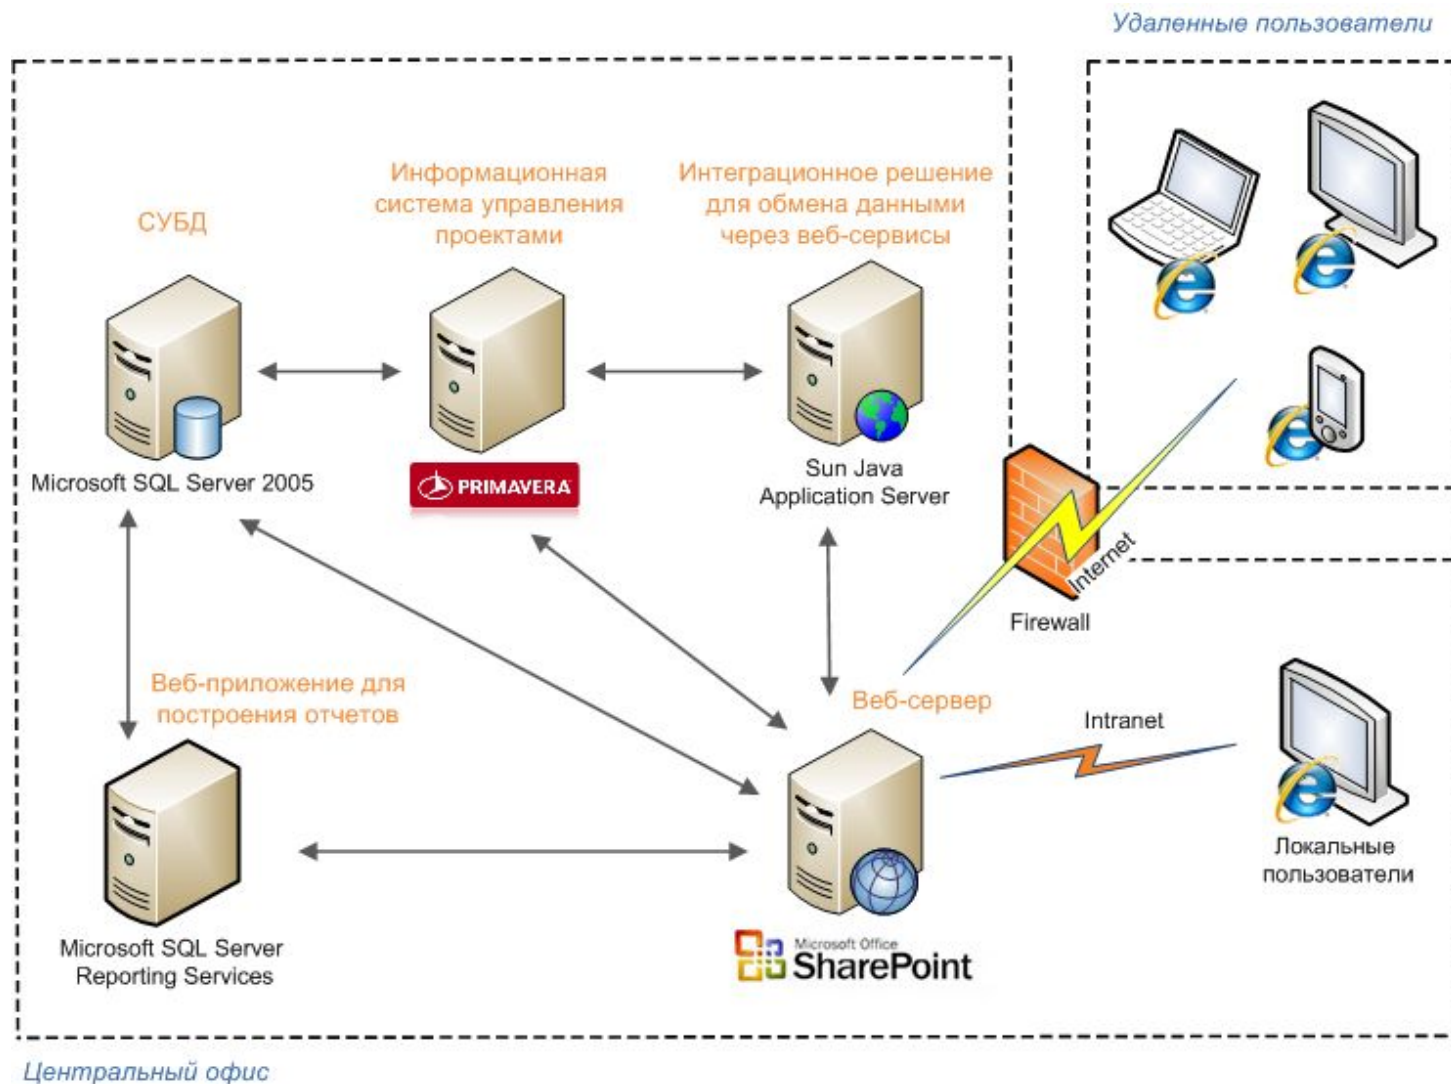 Удаленные пользователи
СУБД
Информационная
система управления
проектами
Интеграционное решение
для обмена данными
через веб-сервисы
Microsoft SQL Server 2005
PRIMAVERA
Sun Java
Application Server
Internet
Firewall
Веб-приложение для
построения отчетов
Веб-сервер
Intranet
Локальные
пользователи
Microsoft SQL Server
Reporting Services
Microsoft Office
SharePoint
Центральный офис